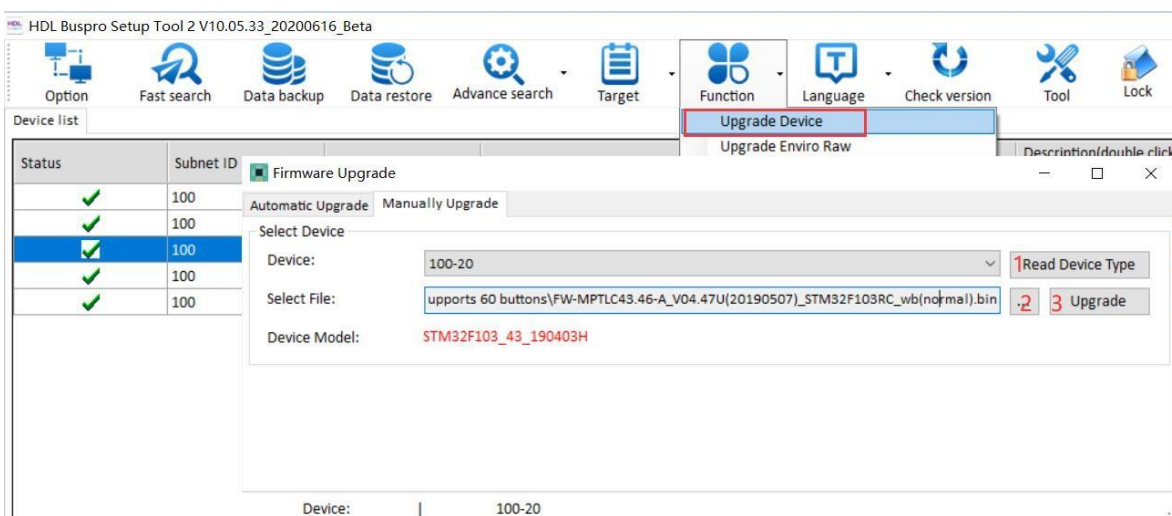 HDL Buspro Setup Tool 2 V10.05.33_20200616_Beta
Option Fast search Data backup Data restore Advance search Target Function Language Check version Tool Lock
Device list
Upgrade Device
Upgrade Enviro Raw
Status Subnet ID Description(double click
Firmware Upgrade
100
Automatic Upgrade Manually Upgrade
100
Select Device
100
Device: 100-20 1 Read Device Type
100
Select File: upports 60 buttons\FW-MPTLC43.46-A_V04.47U(20190507)_STM32F103RC_wb(normal).bin 2 3 Upgrade
100
Device Model: STM32F103_43_190403H
Device: | 100-20